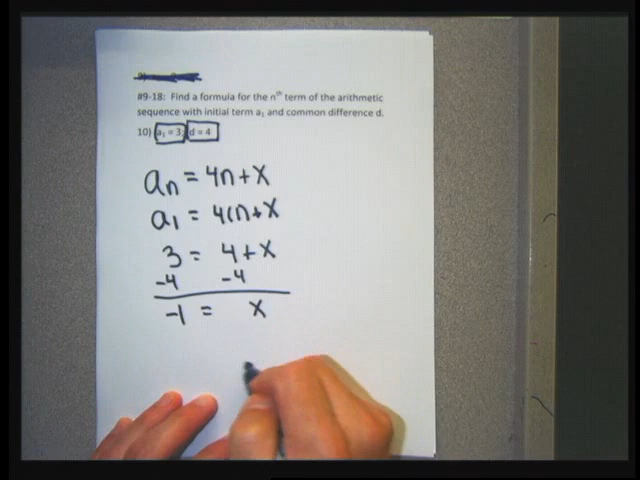 #9-18: Find a formula for the nth term of the arithmetic
sequence with initial term a₁ and common difference d.
10) a₁ = 3; d = 4
an = 4n + x
a₁ = 4(n + x
3 = 4 + x
-4 -4
-1 = x